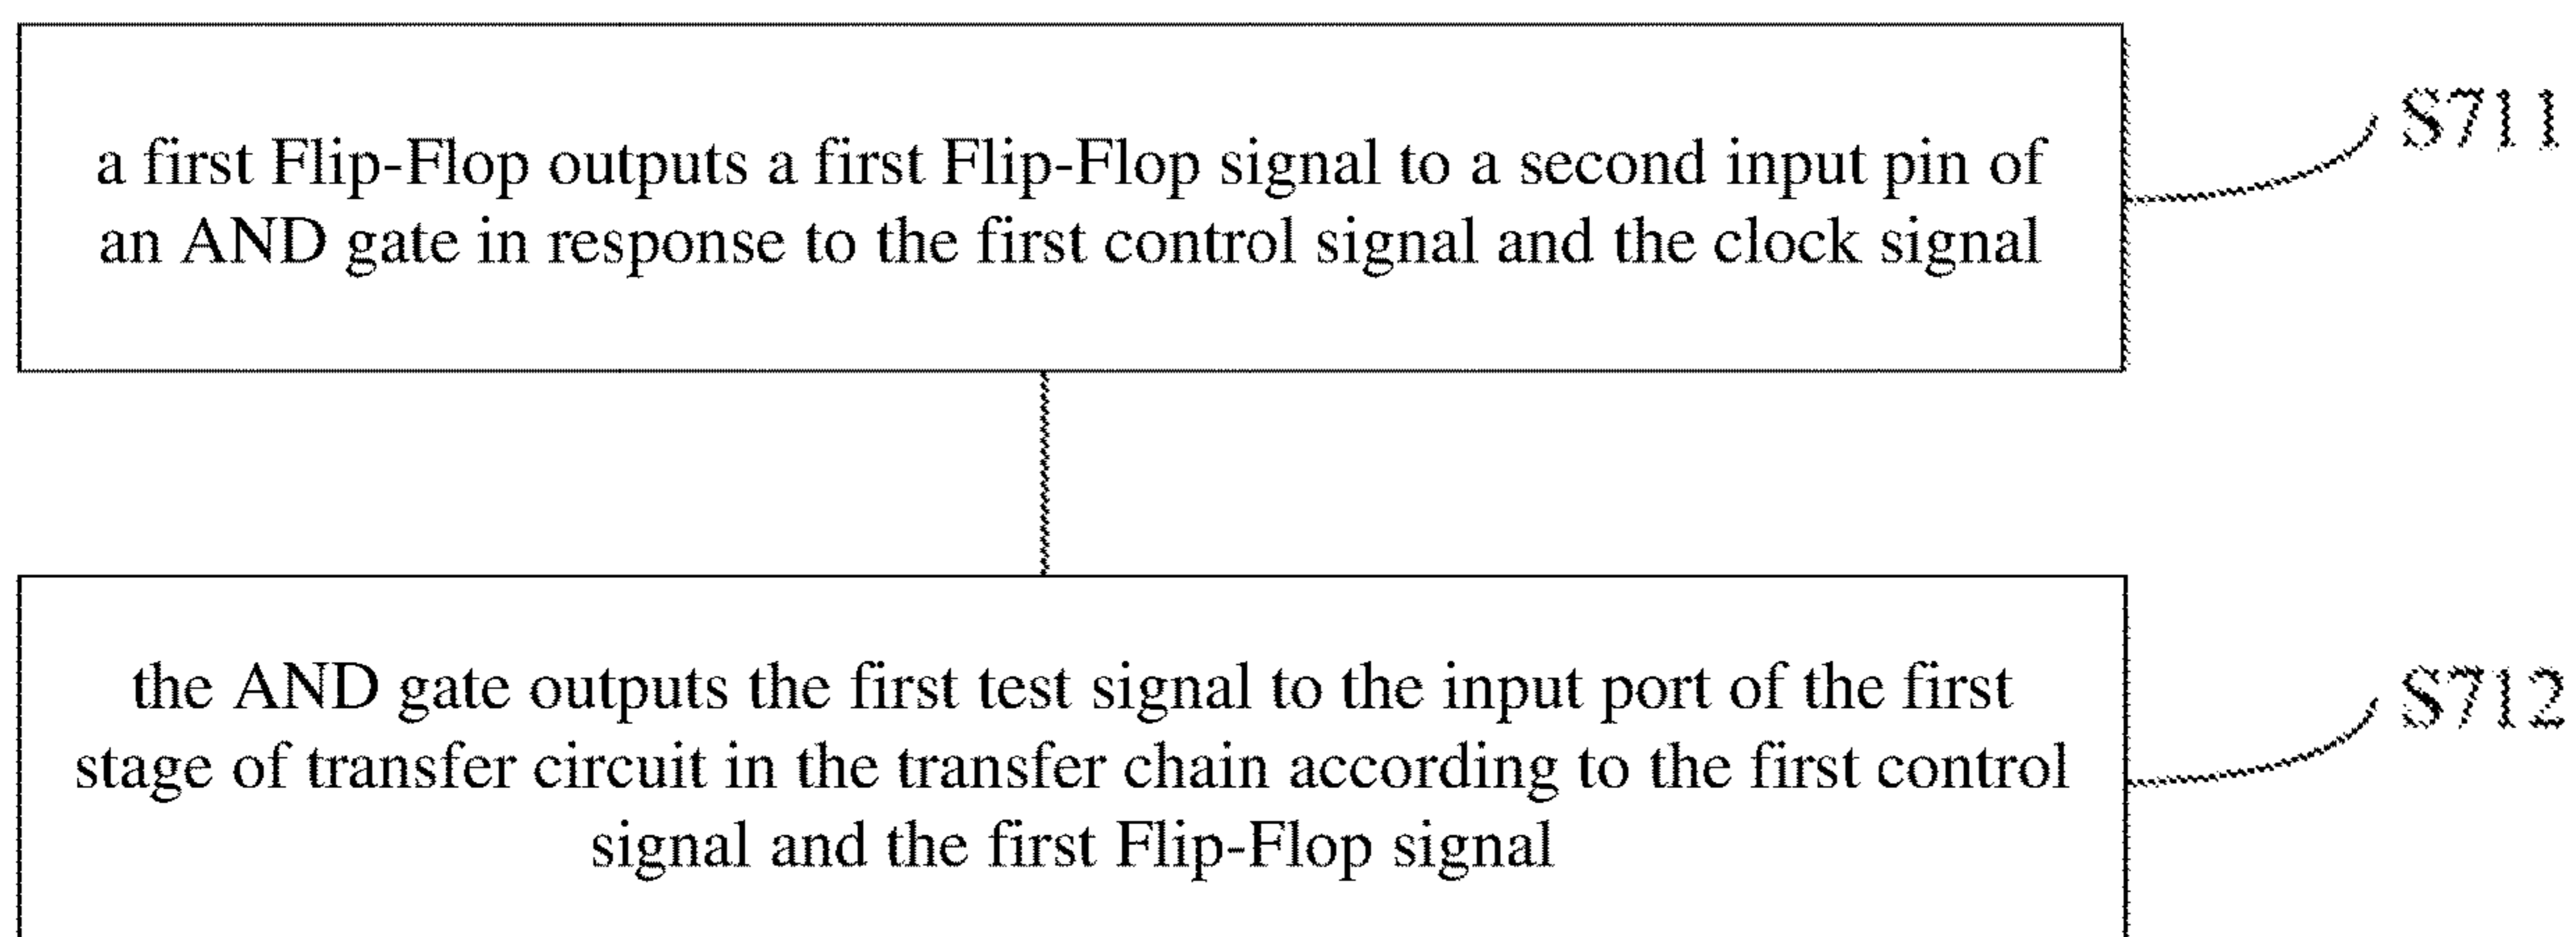 a first Flip-Flop outputs a first Flip-Flop signal to a second input pin of
an AND gate in response to the first control signal and the clock signal
S711
the AND gate outputs the first test signal to the input port of the first
stage of transfer circuit in the transfer chain according to the first control
signal and the first Flip-Flop signal
S712